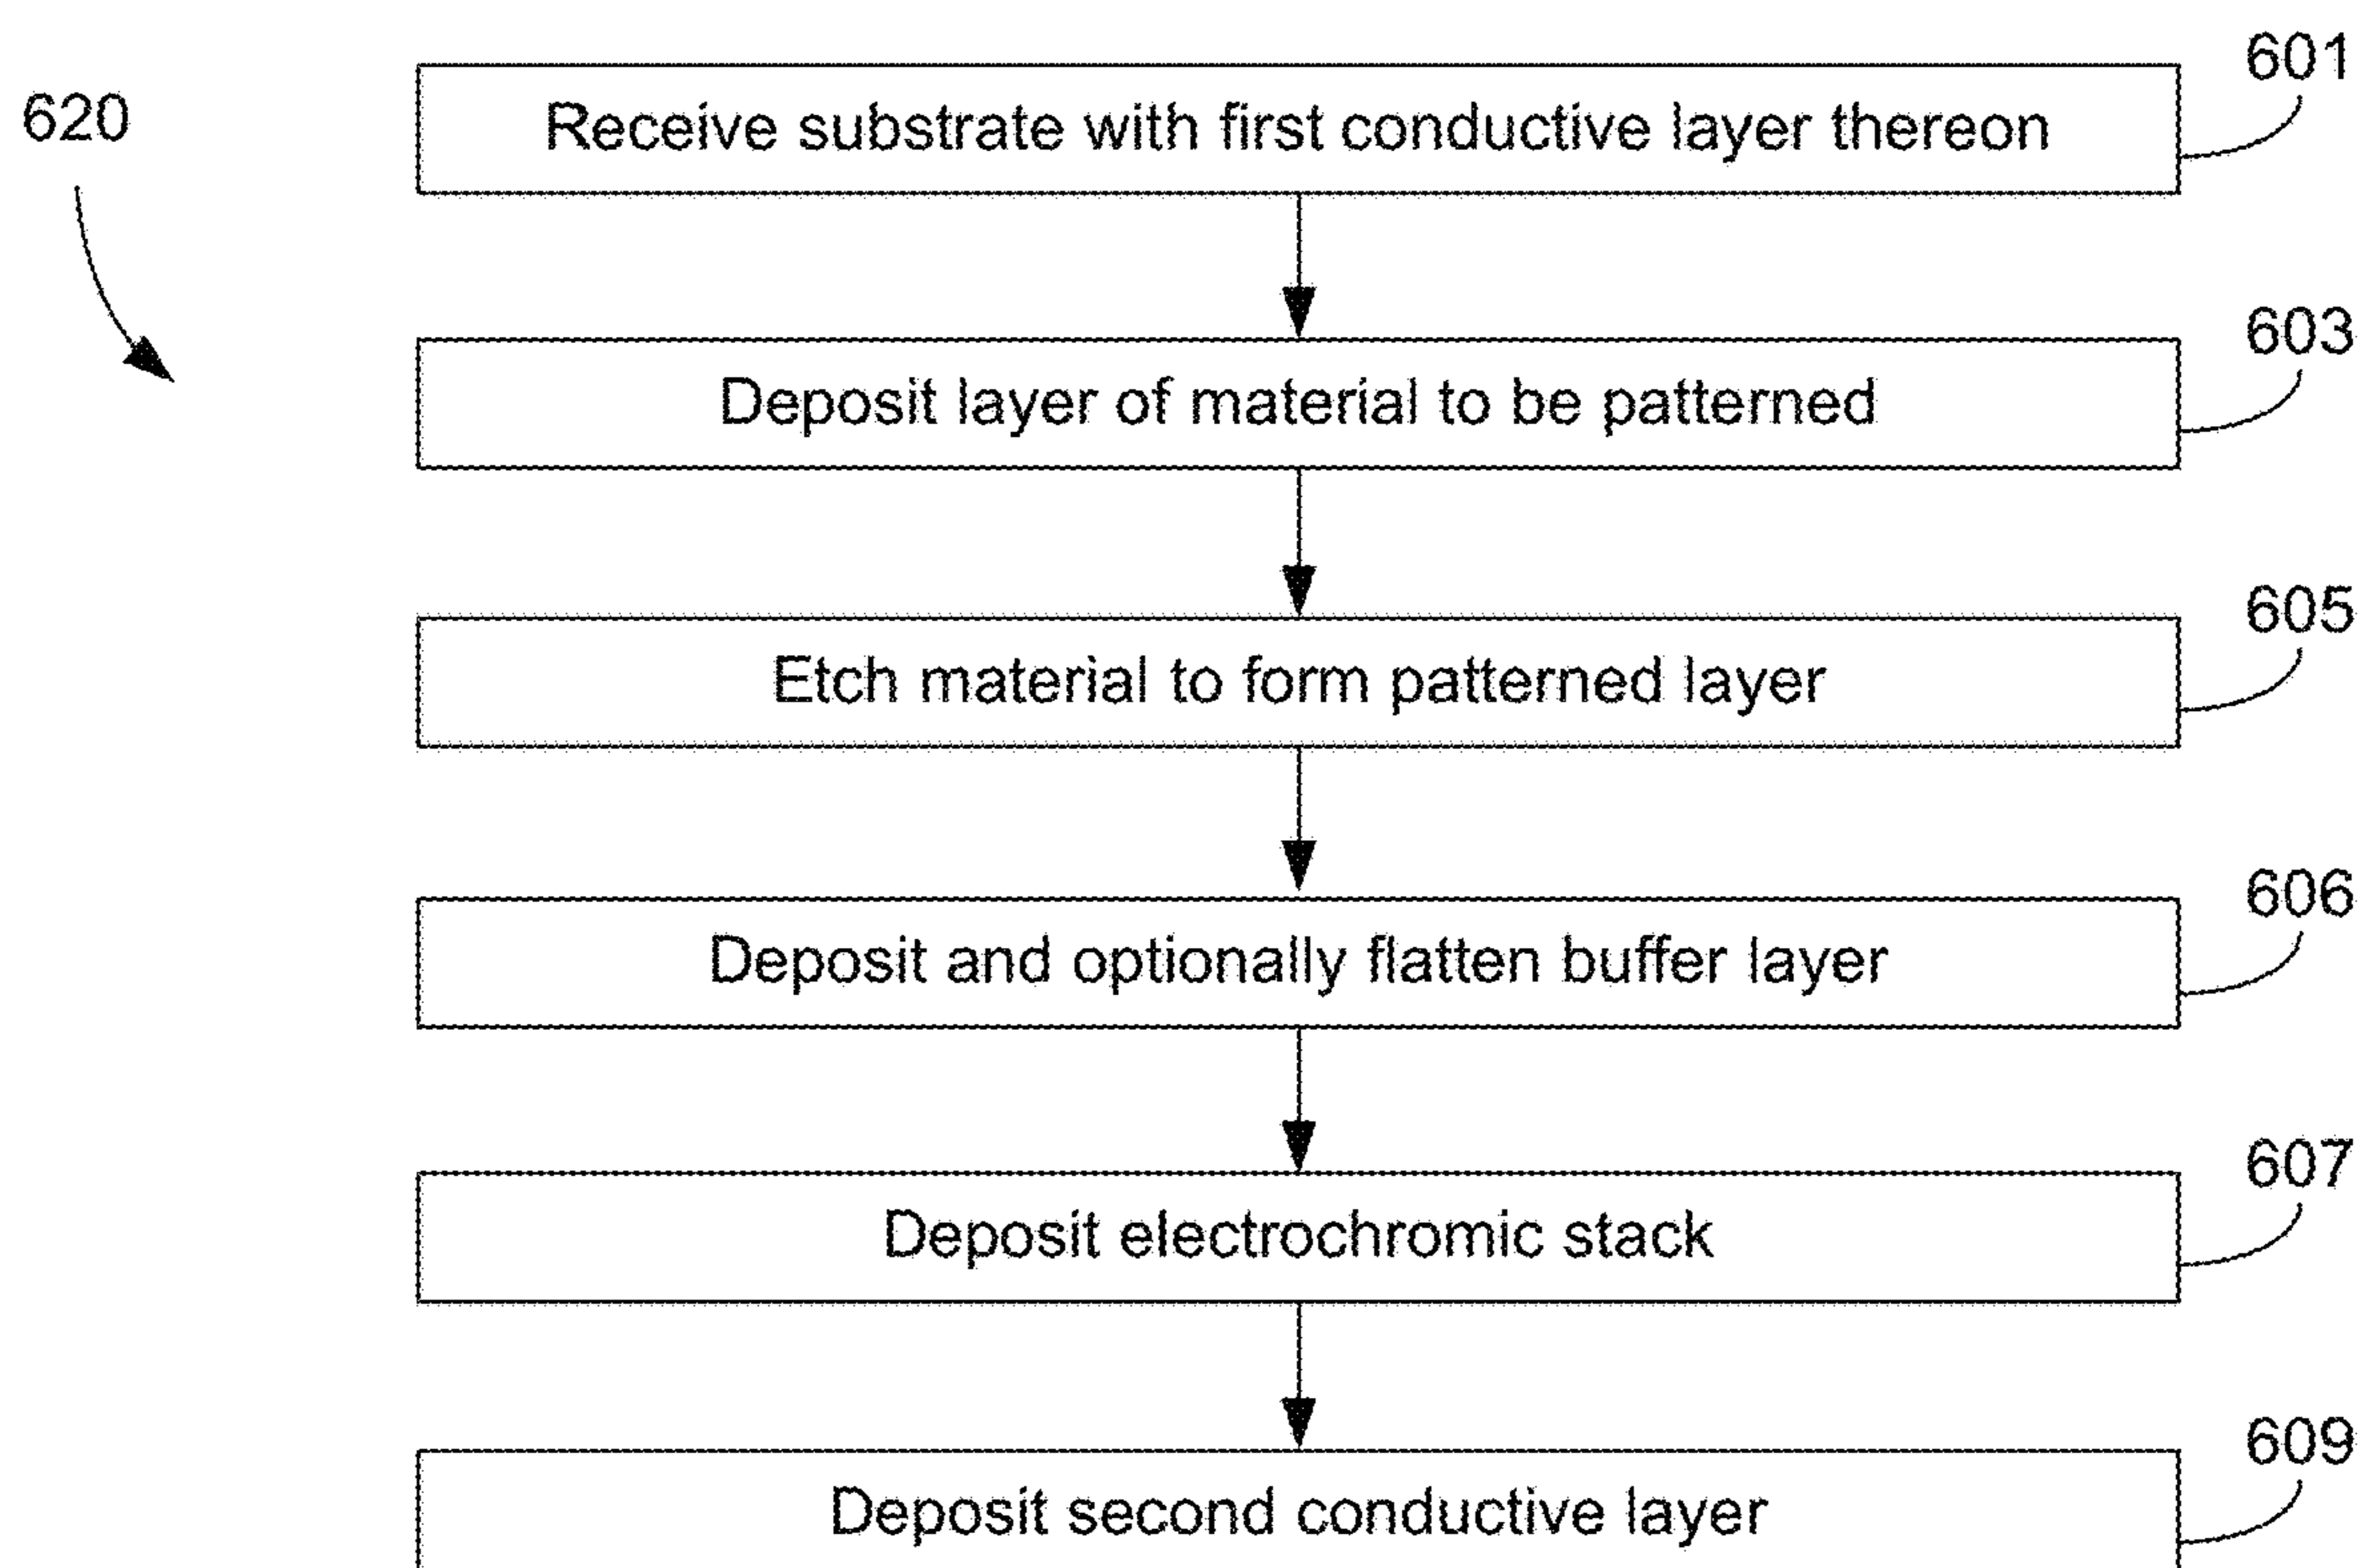 601
620
Receive substrate with first conductive layer thereon
603
Deposit layer of material to be patterned
605
Etch material to form patterned layer
606
Deposit and optionally flatten buffer layer
607
Deposit electrochromic stack
609
Deposit second conductive layer